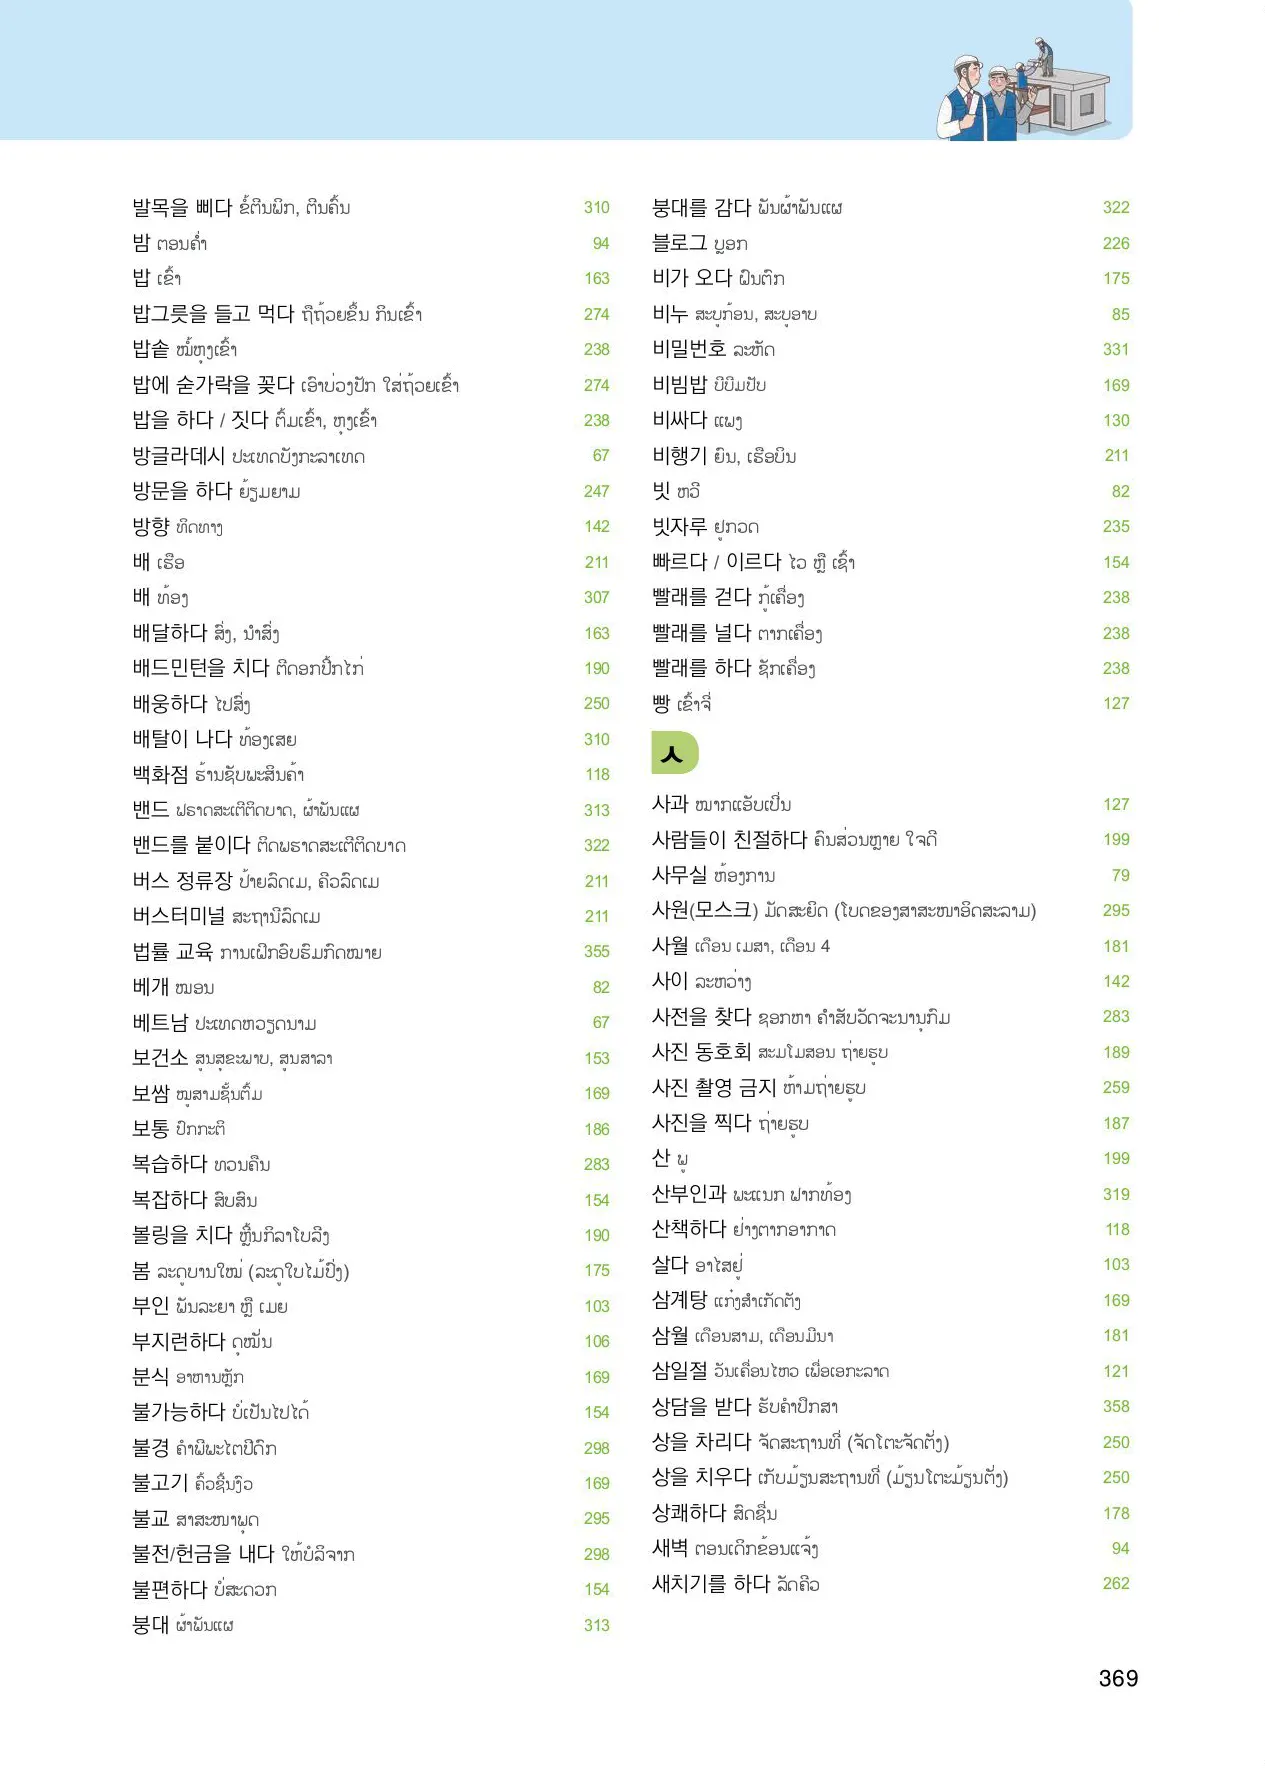 발목을 삐다 ຂໍ້ຕີນພິກ, ຕີນຄົ້ນ 310
밤 ຕອນຄ່ຳ 94
밥 ເຂົ້າ 163
밥그릇을 들고 먹다 ຖືຖ້ວຍຂຶ້ນ ກິນເຂົ້າ 274
밥솥 ໝໍ້ຫຸງເຂົ້າ 238
밥에 숟가락을 꽂다 ເອົາບ່ວງປັກ ໃສ່ຖ້ວຍເຂົ້າ 274
밥을 하다 / 짓다 ຕົ້ມເຂົ້າ, ຫຸງເຂົ້າ 238
방글라데시 ປະເທດບັງກະລາເທດ 67
방문을 하다 ຢ້ຽມຢາມ 247
방향 ທິດທາງ 142
배 ເຮືອ 211
배 ທ້ອງ 307
배달하다 ສົ່ງ, ນຳສົ່ງ 163
배드민턴을 치다 ຕີດອກປີກໄກ່ 190
배웅하다 ໄປສົ່ງ 250
배탈이 나다 ທ້ອງເສຍ 310
백화점 ຮ້ານຊັບພະສິນຄ້າ 118
밴드 ຟຣາດສະເຕີຕິດບາດ, ຜ້າພັນແຜ 313
밴드를 붙이다 ຕິດພຣາດສະເຕີຕິດບາດ 322
버스 정류장 ປ້າຍລົດເມ, ຄິວລົດເມ 211
버스터미널 ສະຖານີລົດເມ 211
법률 교육 ການເຝິກອົບຮົມກົດໝາຍ 355
베개 ໝອນ 82
베트남 ປະເທດຫວຽດນາມ 67
보건소 ສູນສຸຂະພາບ, ສູນສາລາ 153
보쌈 ໝູສາມຊັ້ນຕົ້ມ 169
보통 ປົກກະຕິ 186
복습하다 ທວນຄືນ 283
복잡하다 ສັບສົນ 154
볼링을 치다 ຫຼິ້ນກິລາໂບລີງ 190
봄 ລະດູບານໃໝ່ (ລະດູໃບໄມ້ປົ່ງ) 175
부인 ພັນລະຍາ ຫຼື ເມຍ 103
부지런하다 ດຸໝັ່ນ 106
분식 ອາຫານຫຼັກ 169
불가능하다 ບໍ່ເປັນໄປໄດ້ 154
불경 ຄຳພີພະໄຕປີດົກ 298
불고기 ຄົ້ວຊີ້ນງົວ 169
불교 ສາສະໜາພຸດ 295
불전/헌금을 내다 ໃຫ້ບໍລິຈາກ 298
불편하다 ບໍ່ສະດວກ 154
붕대 ຜ້າພັນແຜ 313
붕대를 감다 ພັນຜ້າພັນແຜ 322
블로그 ບຼອກ 226
비가 오다 ຝົນຕົກ 175
비누 ສະບູກ້ອນ, ສະບູອາບ 85
비밀번호 ລະຫັດ 331
비빔밥 ບີບິມປັບ 169
비싸다 ແພງ 130
비행기 ຍົນ, ເຮືອບິນ 211
빗 ຫວີ 82
빗자루 ຢູກວດ 235
빠르다 / 이르다 ໄວ ຫຼື ເຊົ້າ 154
빨래를 걷다 ກູ້ເຄື່ອງ 238
빨래를 널다 ຕາກເຄື່ອງ 238
빨래를 하다 ຊັກເຄື່ອງ 238
빵 ເຂົ້າຈີ່ 127
ㅅ
사과 ໝາກແອັບເປິ້ນ 127
사람들이 친절하다 ຄົນສ່ວນຫຼາຍ ໃຈດີ 199
사무실 ຫ້ອງການ 79
사원(모스크) ມັດສະຍິດ (ໂບດຂອງສາສະໜາອິດສະລາມ) 295
사월 ເດືອນ ເມສາ, ເດືອນ 4 181
사이 ລະຫວ່າງ 142
사전을 찾다 ຊອກຫາ ຄຳສັບວັດຈະນານຸກົມ 283
사진 동호회 ສະມໂມສອນ ຖ່າຍຮູບ 189
사진 촬영 금지 ຫ້າມຖ່າຍຮູບ 259
사진을 찍다 ຖ່າຍຮູບ 187
산 ພູ 199
산부인과 ພະແນກ ຟາກທ້ອງ 319
산책하다 ຢ່າງຕາກອາກາດ 118
살다 ອາໄສຢູ່ 103
삼계탕 ແກ່ງສຳເກັດຕັງ 169
삼월 ເດືອນສາມ, ເດືອນມີນາ 181
삼일절 ວັນເຄື່ອນໄຫວ ເພື່ອເອກະລາດ 121
상담을 받다 ຮັບຄຳປຶກສາ 358
상을 차리다 ຈັດສະຖານທີ່ (ຈັດໂຕະຈັດຕັ່ງ) 250
상을 치우다 ເກັບມ້ຽນສະຖານທີ່ (ມ້ຽນໂຕະມ້ຽນຕັ່ງ) 250
상쾌하다 ສົດຊື່ນ 178
새벽 ຕອນເດິກຂ້ອນແຈ້ງ 94
새치기를 하다 ລັດຄິວ 262
369